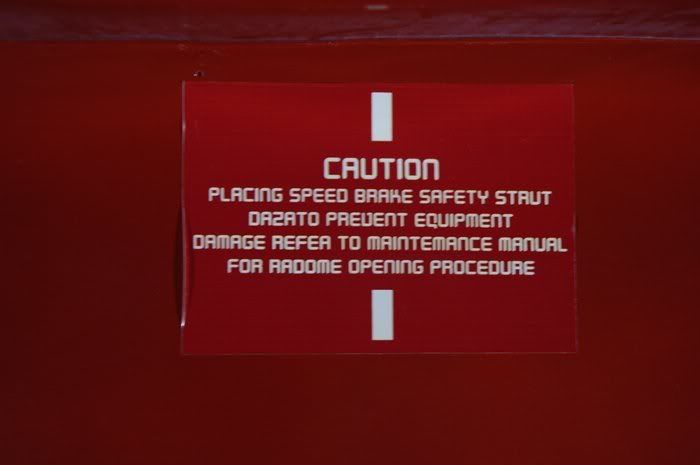 CAUTION
PLACING SPEED BRAKE SAFETY STRUT
DAZATO PREVENT EQUIPMENT
DAMAGE REFER TO MAINTEMANCE MANUAL
FOR RADOME OPENING PROCEDURE